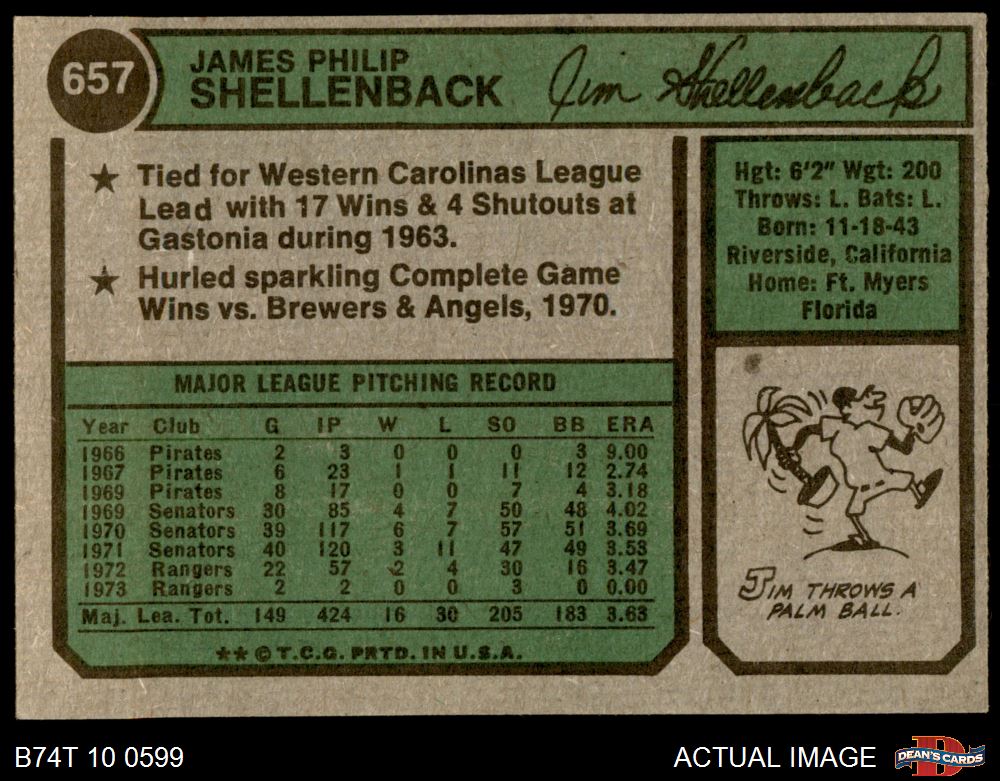 657
JAMES PHILIP
SHELLENBACK
Jim Shellenback
★ Tied for Western Carolinas League
Lead with 17 Wins & 4 Shutouts at
Gastonia during 1963.
★ Hurled sparkling Complete Game
Wins vs. Brewers & Angels, 1970.
Hgt: 6'2" Wgt: 200
Throws: L. Bats: L.
Born: 11-18-43
Riverside, California
Home: Ft. Myers
Florida
MAJOR LEAGUE PITCHING RECORD
Year Club G IP W L SO BB ERA
1966 Pirates 2 3 0 0 0 3 9.00
1967 Pirates 6 23 1 1 11 12 2.74
1969 Pirates 8 17 0 0 7 4 3.18
1969 Senators 30 85 4 7 50 48 4.02
1970 Senators 39 117 6 7 57 51 3.69
1971 Senators 40 120 3 11 47 49 3.53
1972 Rangers 22 57 2 4 30 16 3.47
1973 Rangers 2 2 0 0 3 0 0.00
Maj. Lea. Tot. 149 424 16 30 205 183 3.63
★★ © T.C.G. PRTD. IN U.S.A.
JIM THROWS A
PALM BALL.
B74T 10 0599
ACTUAL IMAGE
D
DEAN'S CARDS